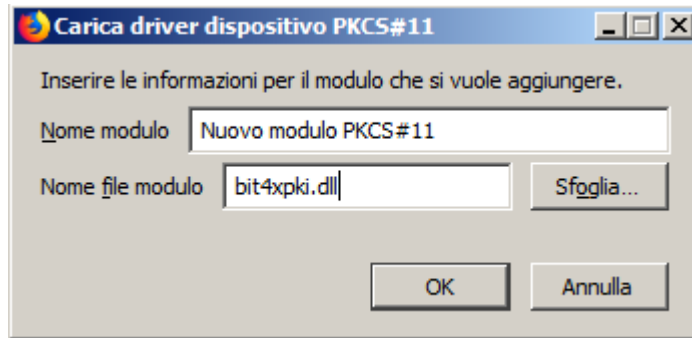 Carica driver dispositivo PKCS#11
Inserire le informazioni per il modulo che si vuole aggiungere.
Nome modulo Nuovo modulo PKCS#11
Nome file modulo bit4xpki.dll Sfoglia...
OK Annulla